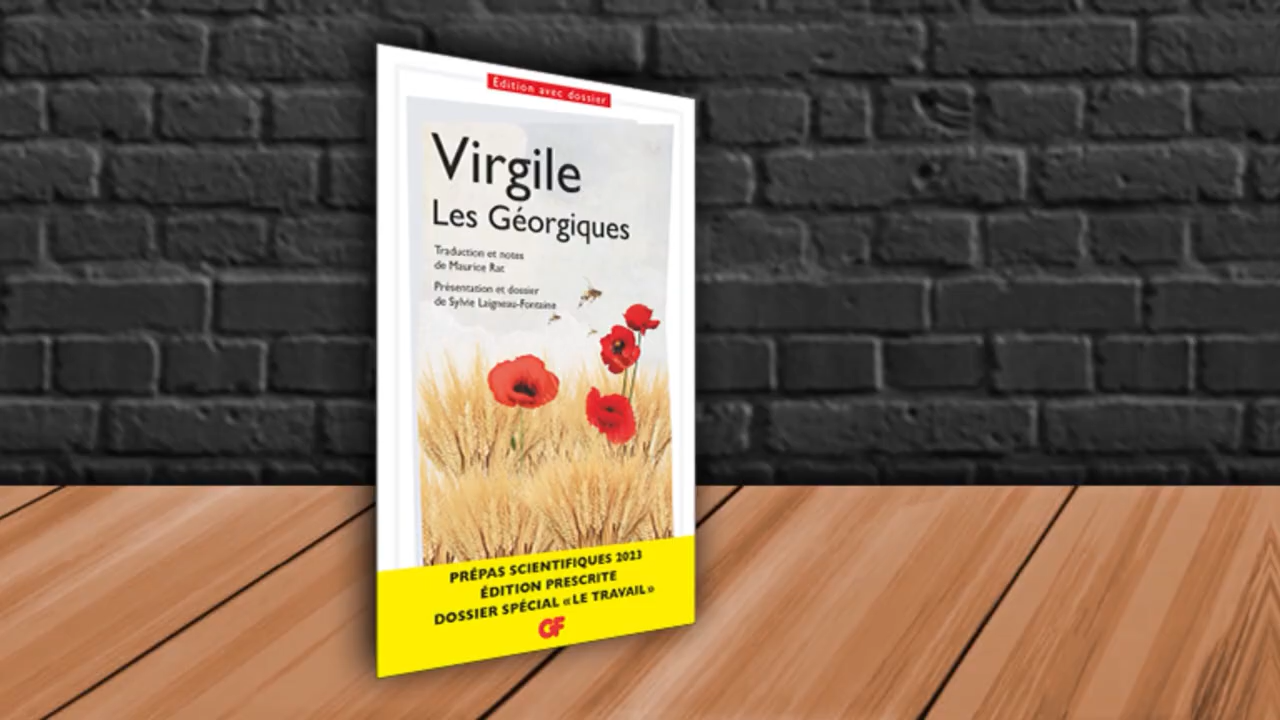 Édition avec dossier
Virgile
Les Géorgiques
Traduction et notes
de Maurice Rat
Présentation et dossier
de Sylvie Laigneau-Fontaine
PRÉPAS SCIENTIFIQUES 2023
ÉDITION PRESCRITE
DOSSIER SPÉCIAL «LE TRAVAIL»
GF